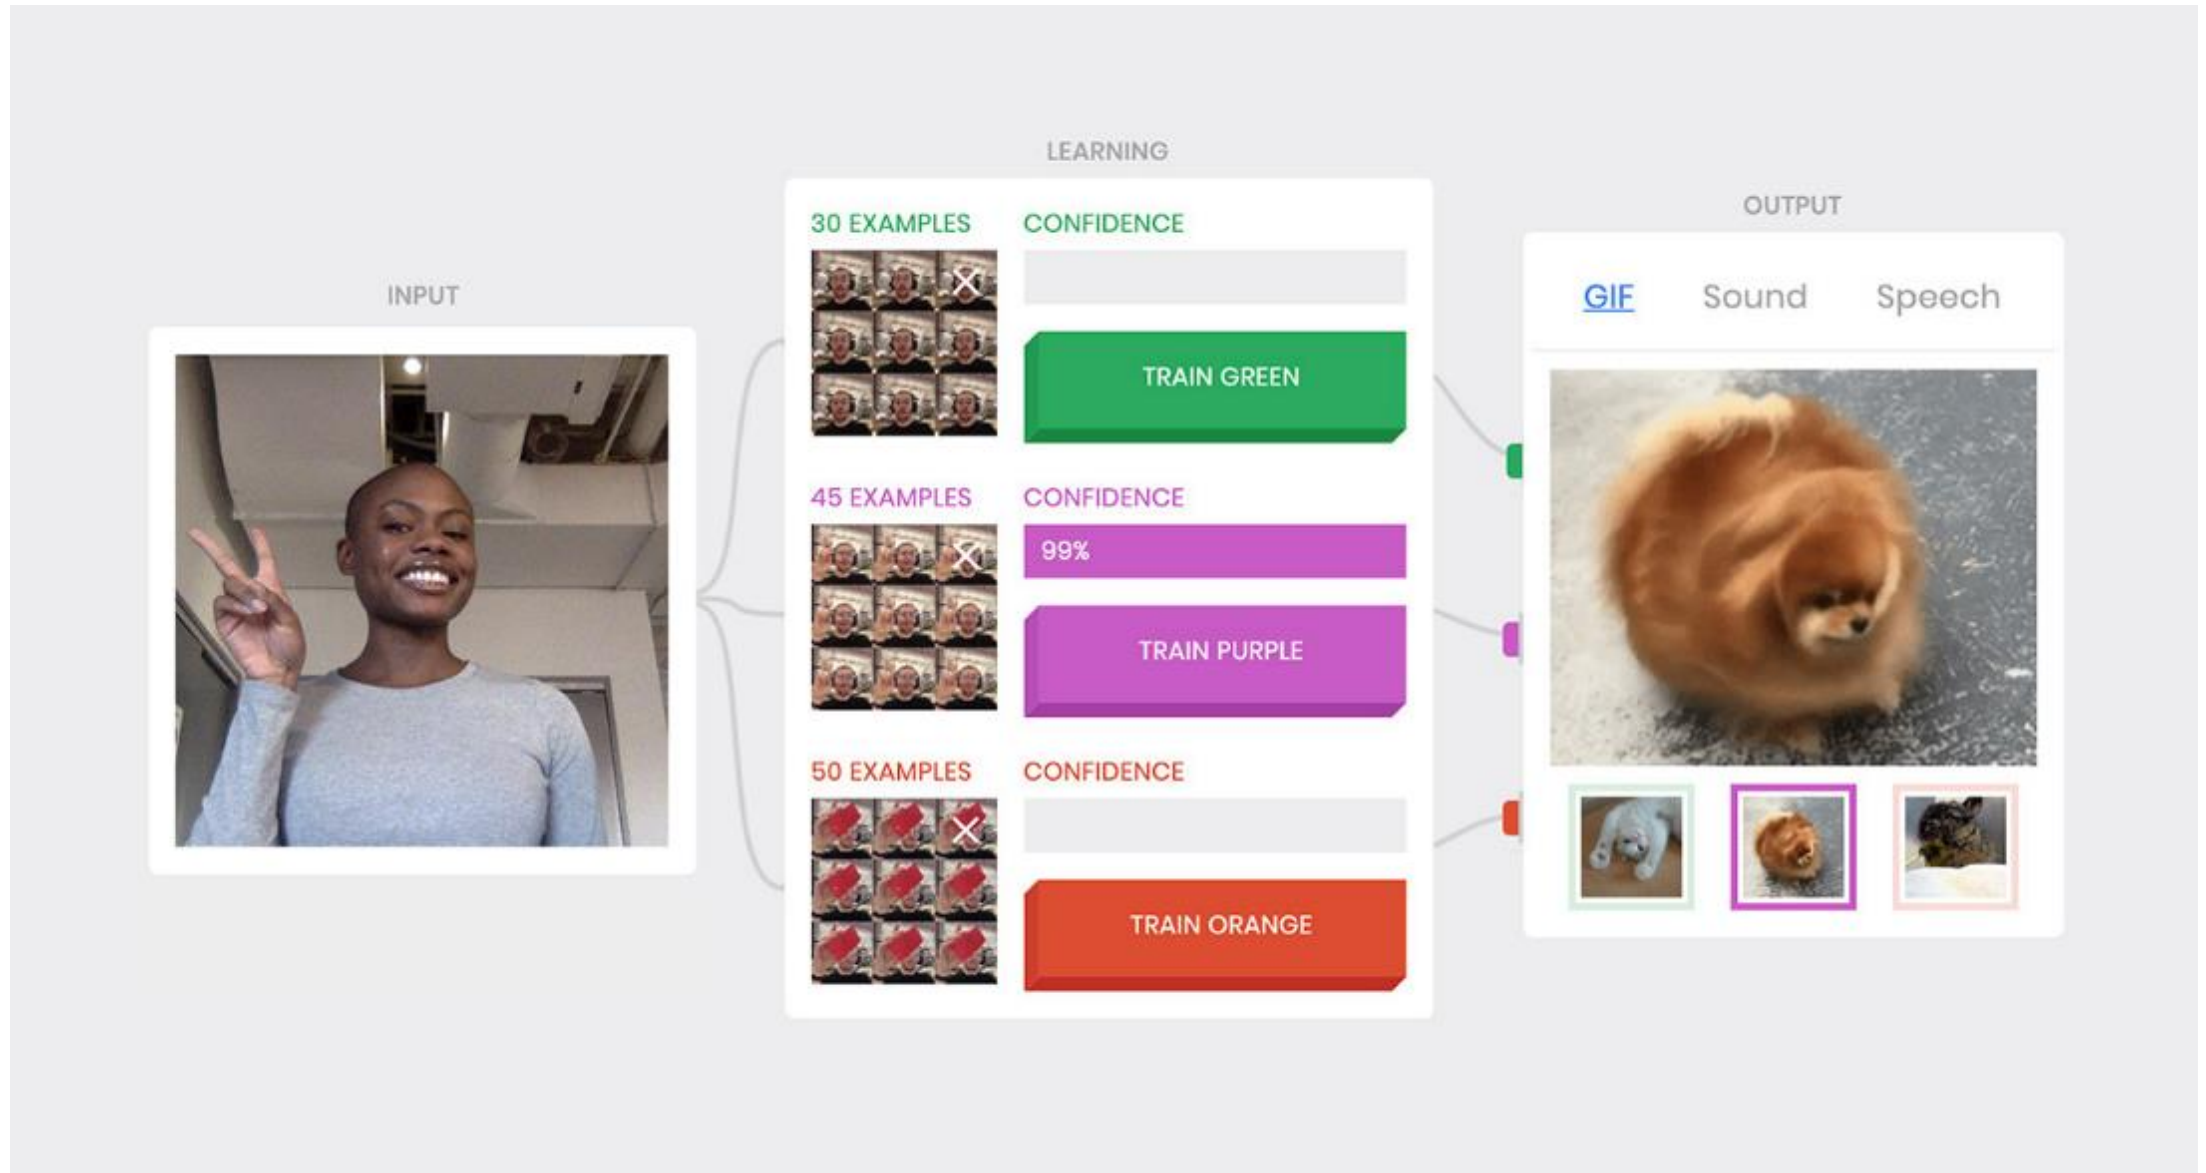 INPUT
LEARNING
30 EXAMPLES
CONFIDENCE
TRAIN GREEN
45 EXAMPLES
CONFIDENCE
99%
TRAIN PURPLE
50 EXAMPLES
CONFIDENCE
TRAIN ORANGE
OUTPUT
GIF Sound Speech